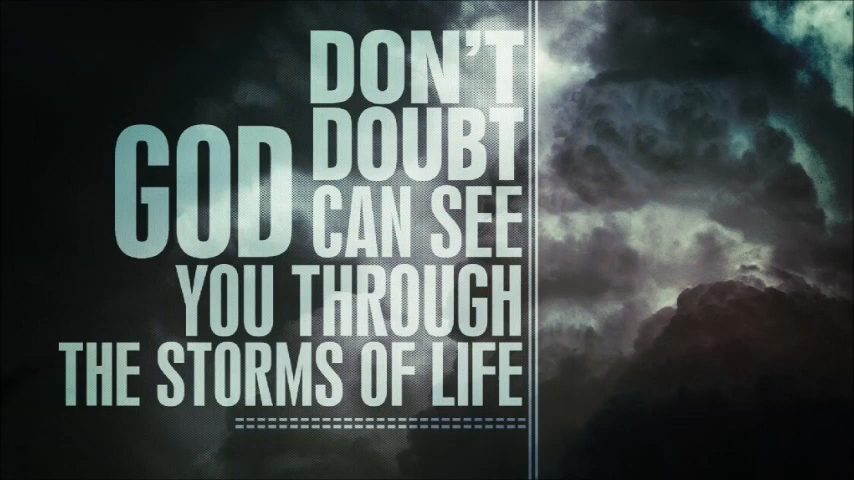 DON'T
DOUBT
GOD CAN SEE
YOU THROUGH
THE STORMS OF LIFE